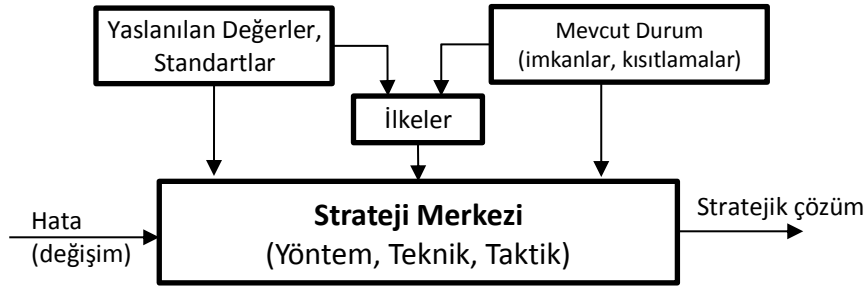 Yaslanılan Değerler,
Standartlar
Mevcut Durum
(imkanlar, kısıtlamalar)
İlkeler
Hata
(değişim)
Strateji Merkezi
(Yöntem, Teknik, Taktik)
Stratejik çözüm